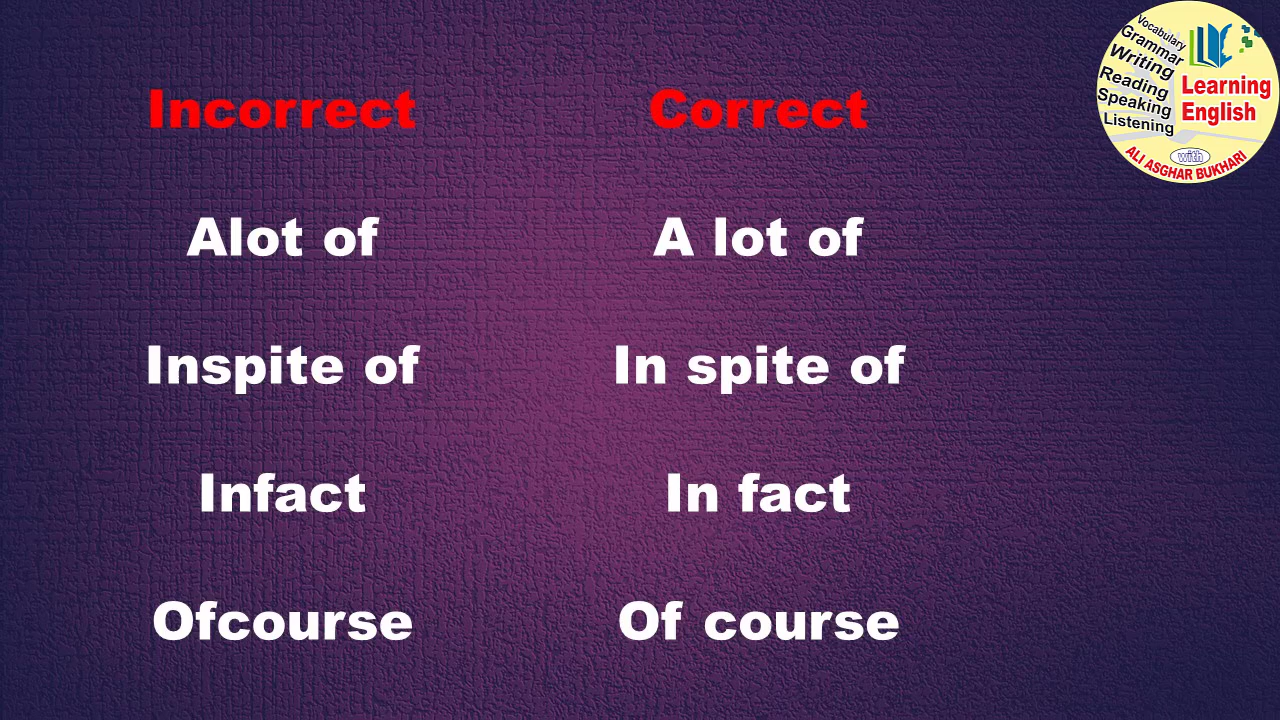 Incorrect Correct
Alot of A lot of
Inspite of In spite of
Infact In fact
Ofcourse Of course
Vocabulary
Grammar
Writing
Reading
Speaking
Listening
Learning
English
with
ALI ASGHAR BUKHARI